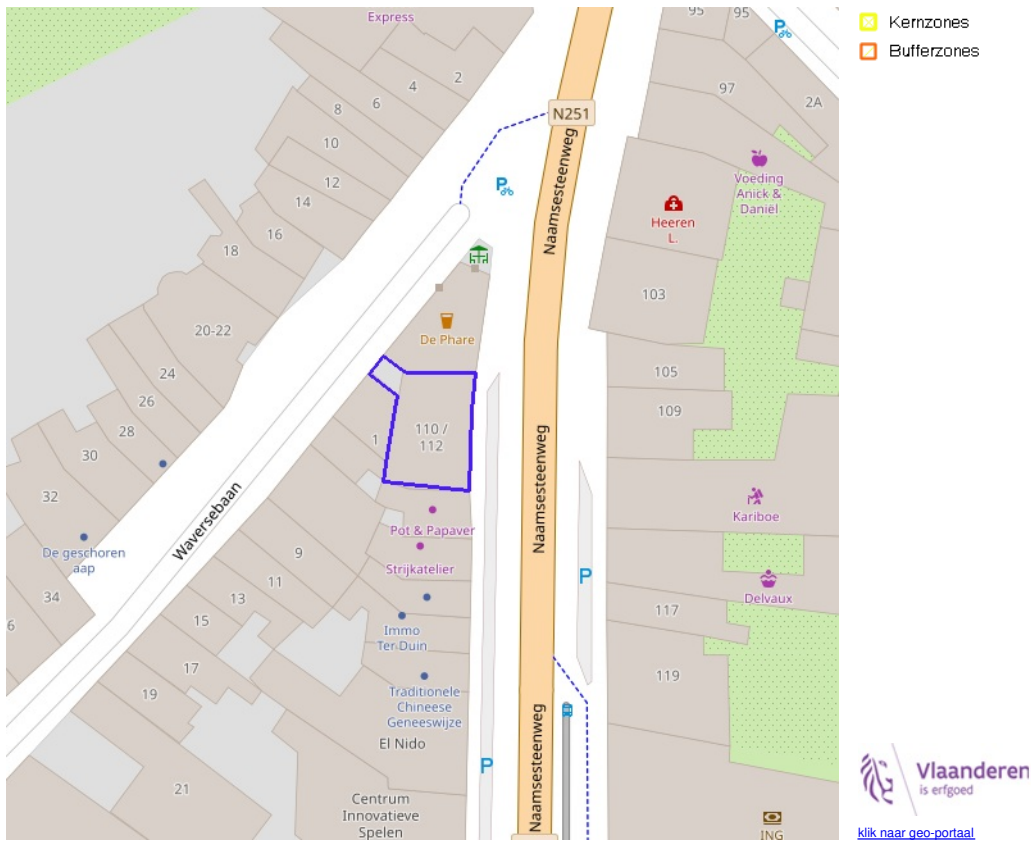 Express
95
95
Kernzones
Bufferzones
2
4
6
8
10
12
14
16
18
20-22
24
26
28
30
32
34
6
97
2A
N251
Naamsesteenweg
Voeding
Anick &
Daniël
Heeren
L.
103
De Phare
105
109
110 /
112
1
Naamsesteenweg
Waversebaan
De geschoren
aap
Pot & Papaver
Strijkatelier
Kariboe
P
Delvaux
9
11
13
15
17
19
21
Immo
Ter Duin
117
119
Traditionele
Chineese
Geneeswijze
El Nido
Naamsesteenweg
P
Centrum
Innovatieve
Spelen
ING
P
P
Vlaanderen
is erfgoed
klik naar geo-portaal